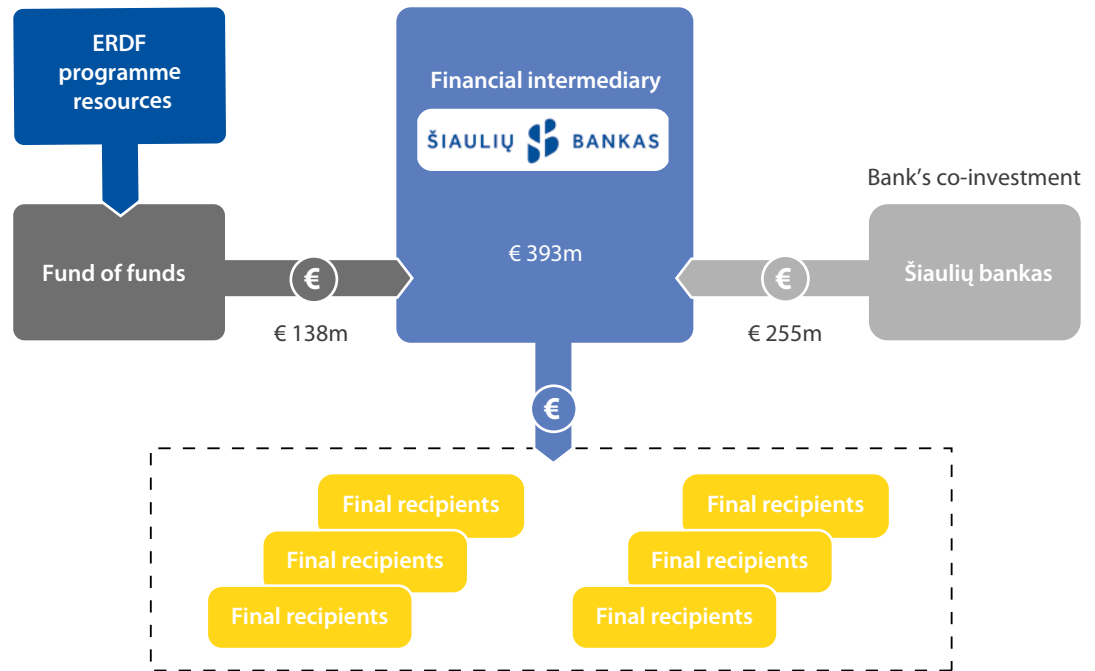 ERDF
programme
resources
Financial intermediary
ŠIAULIŲ BANKAS
Bank's co-investment
Fund of funds
€
€ 138m
€ 393m
€
€ 255m
Šiaulių bankas
€
Final recipients
Final recipients
Final recipients
Final recipients
Final recipients
Final recipients